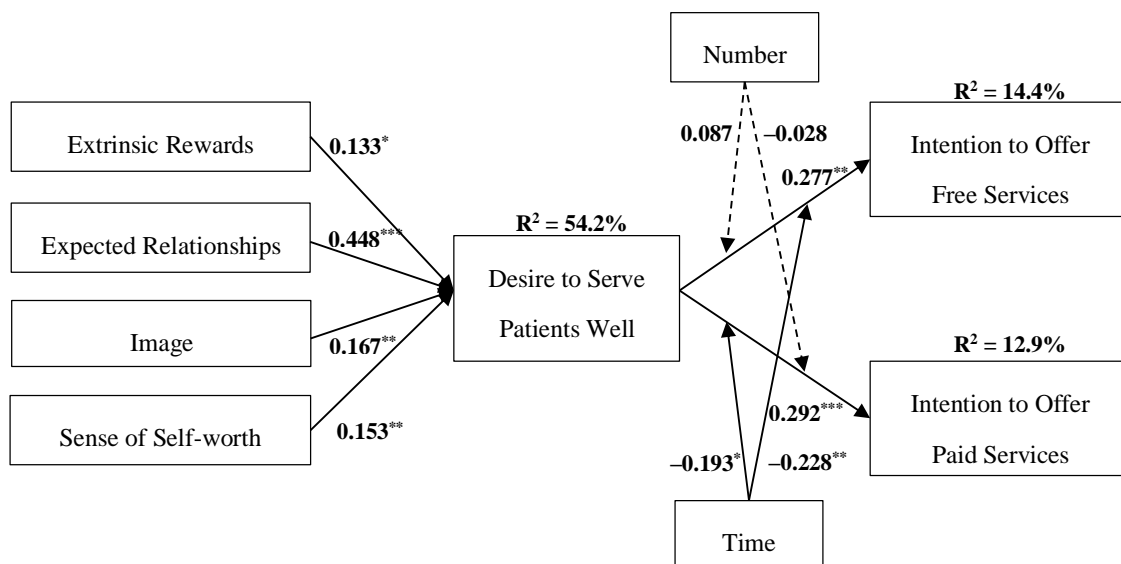 Number
R² = 14.4%
Extrinsic Rewards
0.133*
0.087
–0.028
Intention to Offer
Free Services
0.277**
Expected Relationships
0.448***
R² = 54.2%
Desire to Serve
Patients Well
Image
0.167**
R² = 12.9%
Sense of Self-worth
0.153**
0.292***
Intention to Offer
Paid Services
–0.193*
–0.228**
Time